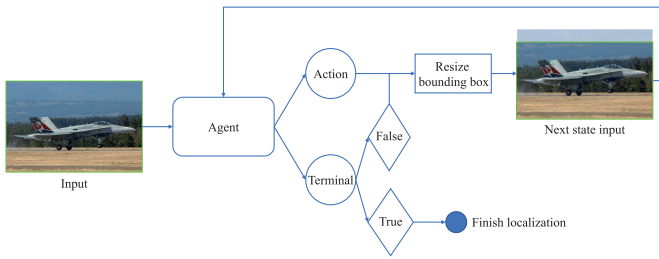 Input
Agent
Action
Terminal
Resize
bounding box
False
True
Next state input
Finish localization